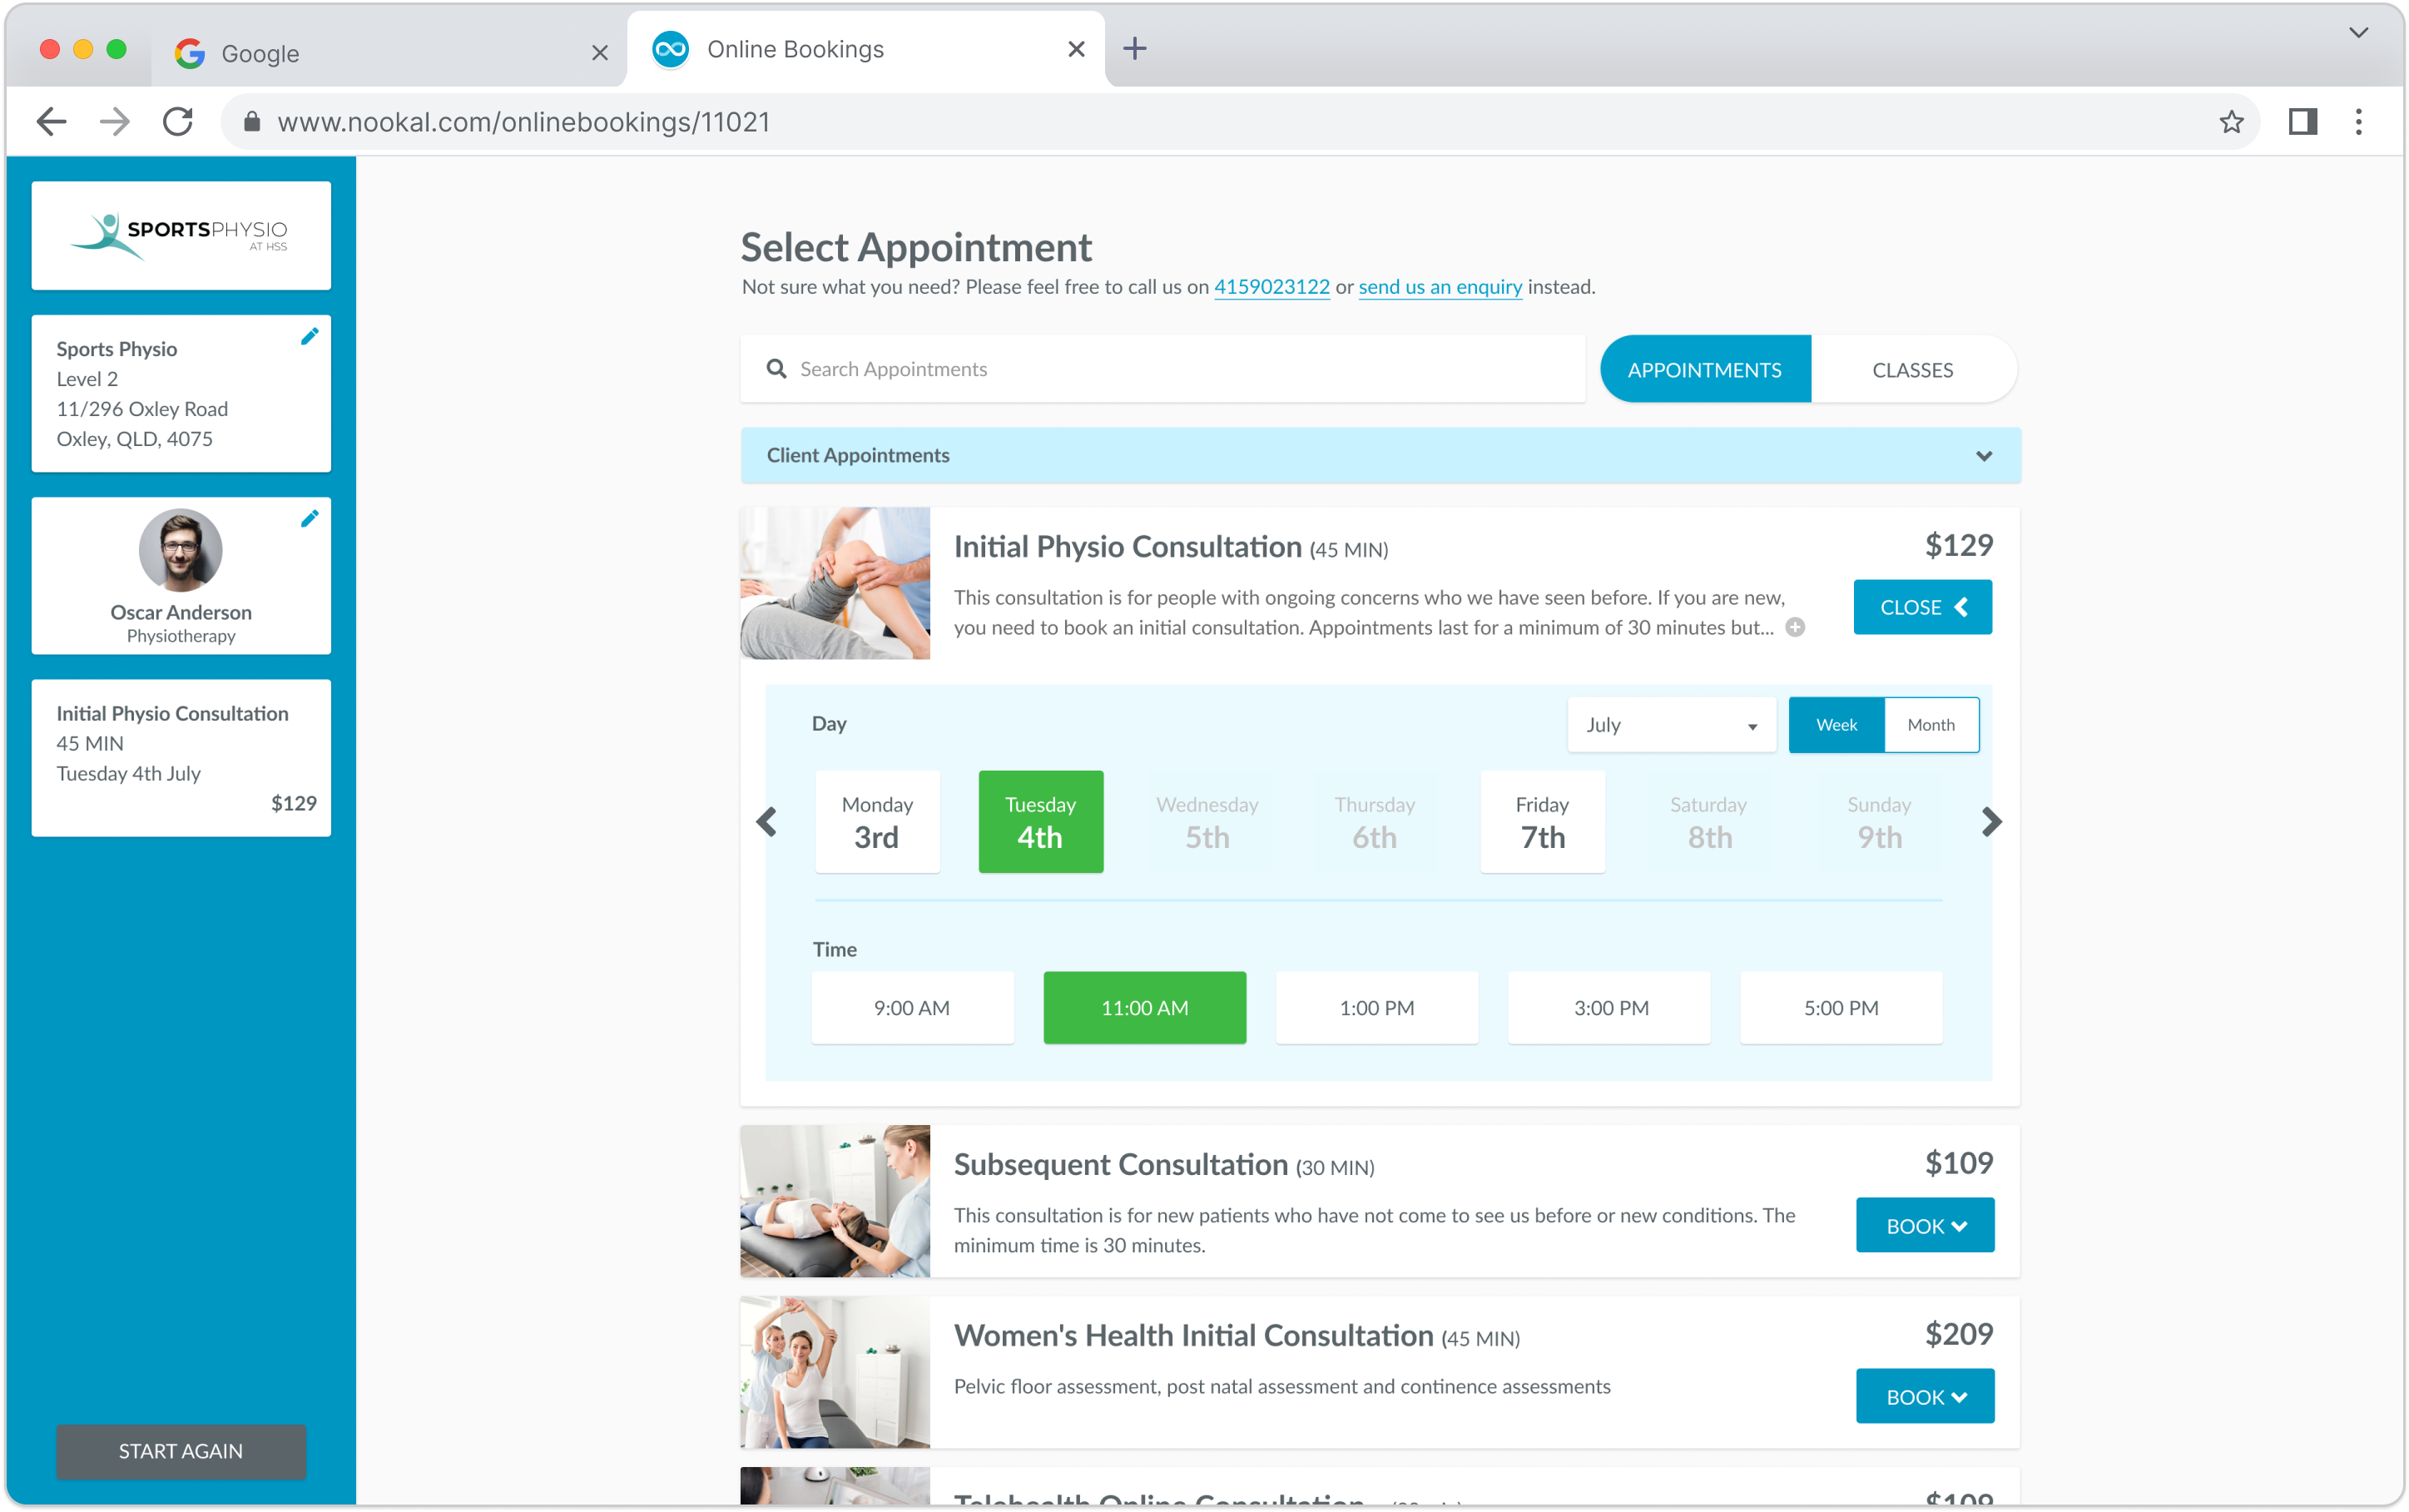 Google
Online Bookings
www.nookal.com/onlinebookings/11021
SPORTSPHYSIO
AT HSS
Sports Physio
Level 2
11/296 Oxley Road
Oxley, QLD, 4075
Oscar Anderson
Physiotherapy
Initial Physio Consultation
45 MIN
Tuesday 4th July
$129
START AGAIN
Select Appointment
Not sure what you need? Please feel free to call us on 4159023122 or send us an enquiry instead.
Search Appointments
APPOINTMENTS
CLASSES
Client Appointments
Initial Physio Consultation (45 MIN)
$129
This consultation is for people with ongoing concerns who we have seen before. If you are new,
you need to book an initial consultation. Appointments last for a minimum of 30 minutes but...
CLOSE
Day
July
Week
Month
Monday
3rd
Tuesday
4th
Wednesday
5th
Thursday
6th
Friday
7th
Saturday
8th
Sunday
9th
Time
9:00 AM
11:00 AM
1:00 PM
3:00 PM
5:00 PM
Subsequent Consultation (30 MIN)
$109
This consultation is for new patients who have not come to see us before or new conditions. The
minimum time is 30 minutes.
BOOK
Women's Health Initial Consultation (45 MIN)
$209
Pelvic floor assessment, post natal assessment and continence assessments
BOOK
Telehealth Online Consultation
$109